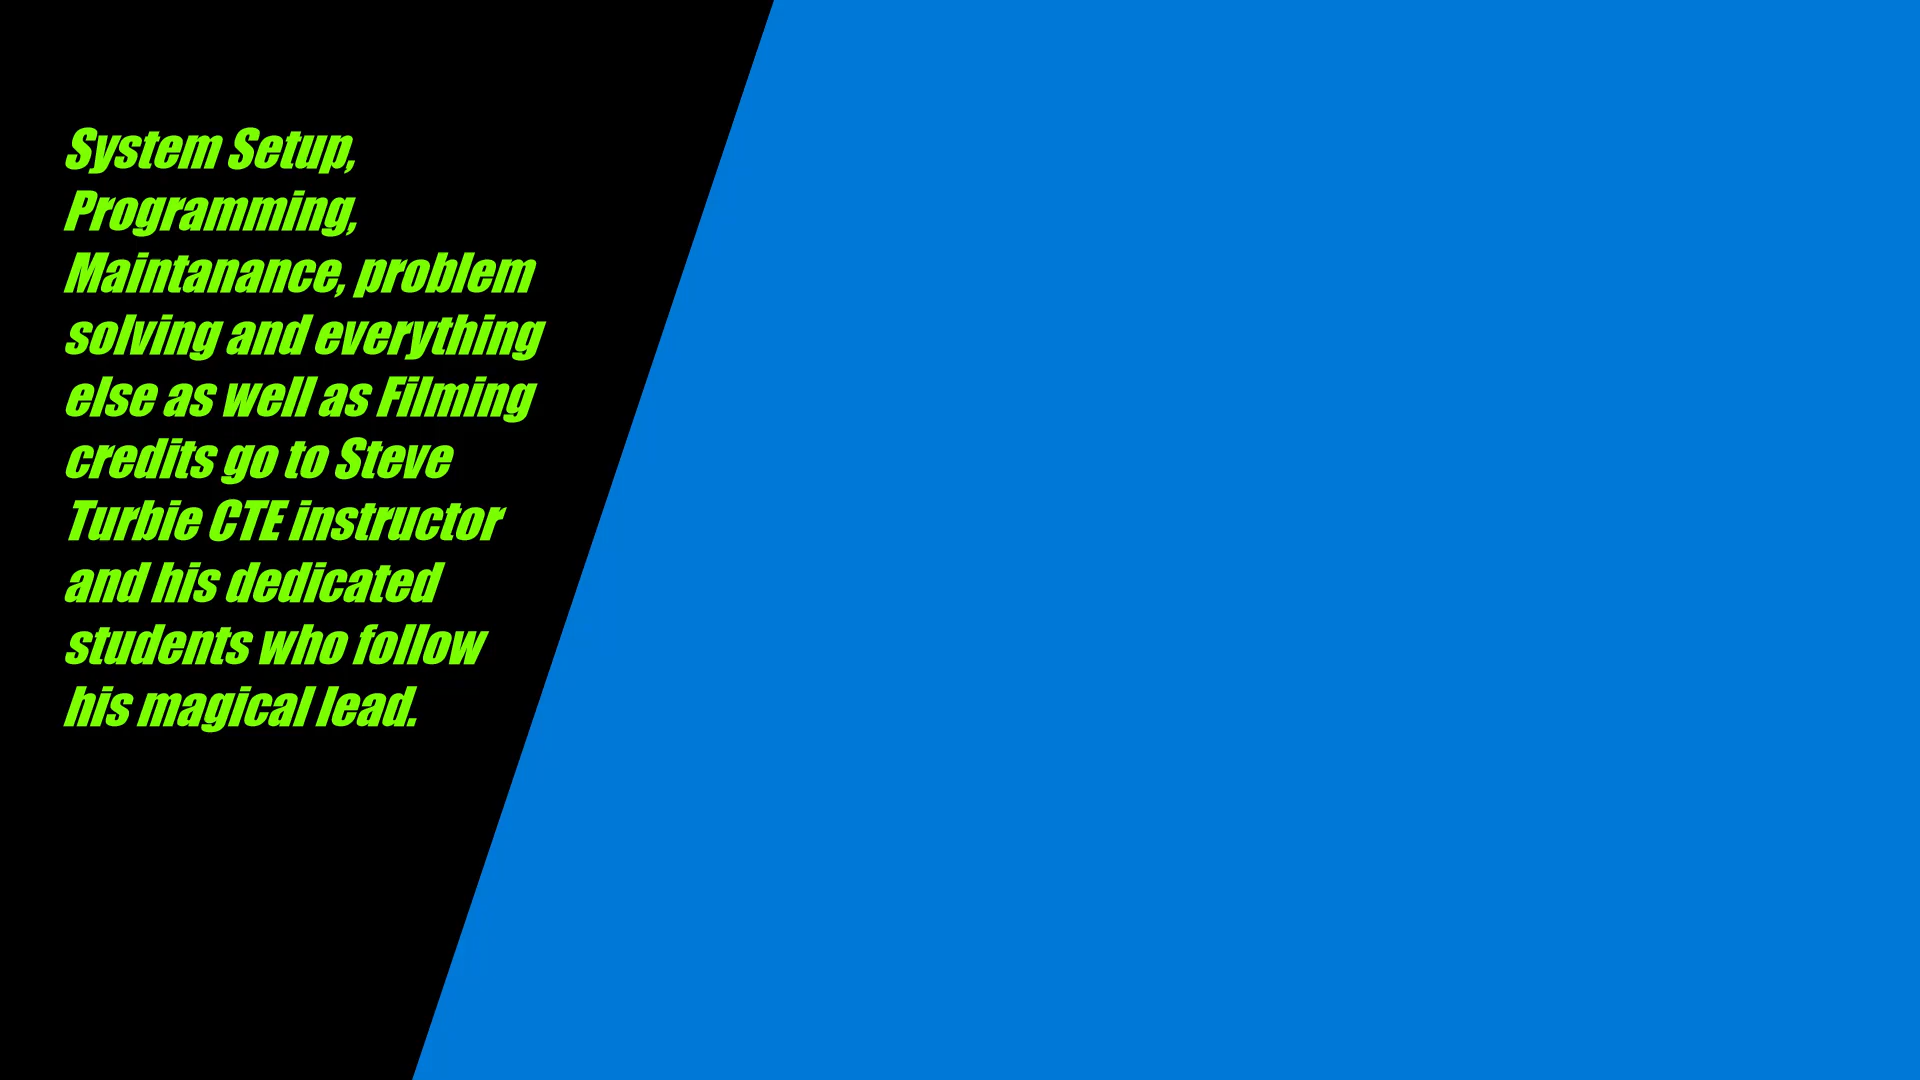 System Setup,
Programming,
Maintanance, problem
solving and everything
else as well as Filming
credits go to Steve
Turbie CTE instructor
and his dedicated
students who follow
his magical lead.